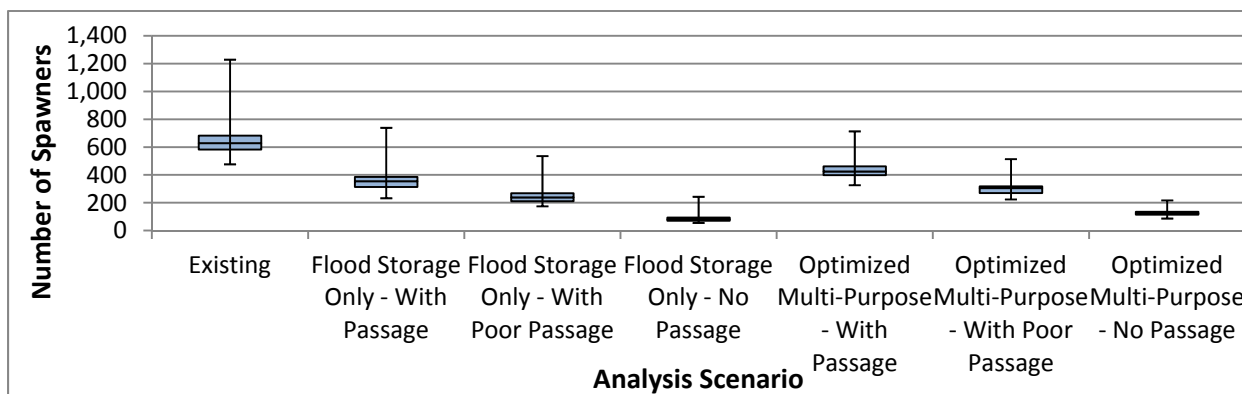 Number of Spawners
1,400
1,200
1,000
800
600
400
200
0
Existing
Flood Storage
Only - With
Passage
Flood Storage
Only - With
Poor Passage
Flood Storage
Only - No
Passage
Optimized
Multi-Purpose
- With
Passage
Optimized
Multi-Purpose
- With Poor
Passage
Optimized
Multi-Purpose
- No Passage
Analysis Scenario